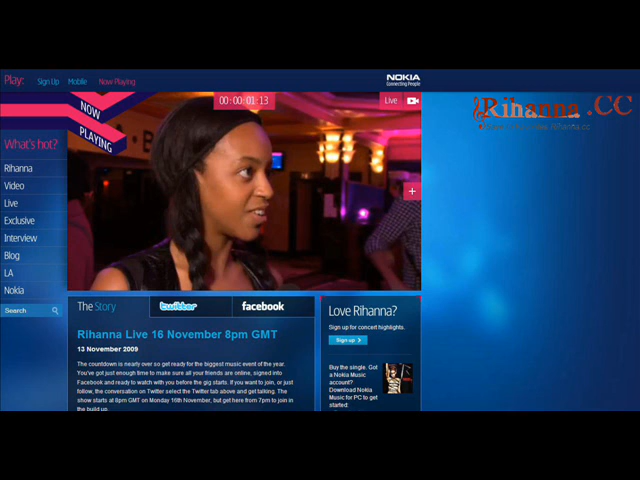 Play:
Sign Up
Mobile
Now Playing
NOKIA
Connecting People
NOW
PLAYING
00:00:01:13
Live
Rihanna.CC
What's hot?
Rihanna
Video
Live
Exclusive
Interview
Blog
LA
Nokia
Search
+
The Story
twitter
facebook
Rihanna Live 16 November 8pm GMT
13 November 2009
The countdown is nearly over so get ready for the biggest music event of the year.
You've got just enough time to make sure all your friends are online, signed into
Facebook and ready to watch with you before the gig starts. If you want to join, or just
follow, the conversation on Twitter select the Twitter tab above and get talking. The
show starts at 8pm GMT on Monday 16th November, but get here from 7pm to join in
the build up.
Love Rihanna?
Sign up for concert highlights.
Sign up
Buy the single. Got
a Nokia Music
account?
Download Nokia
Music for PC to get
started